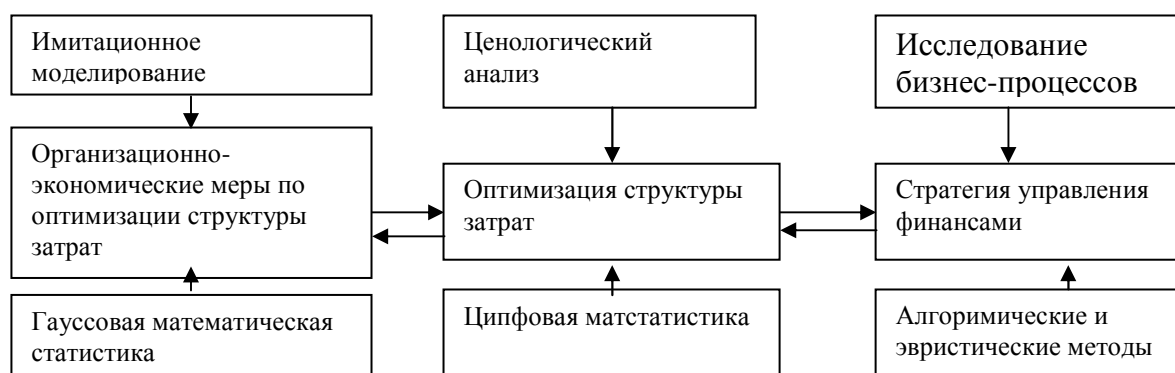 Имитационное
моделирование
Ценологический
анализ
Исследование
бизнес-процессов
Организационно-
экономические меры по
оптимизации структуры
затрат
Оптимизация структуры
затрат
Стратегия управления
финансами
Гауссовая математическая
статистика
Ципфовая матстатистика
Алгоримические и
эвристические методы